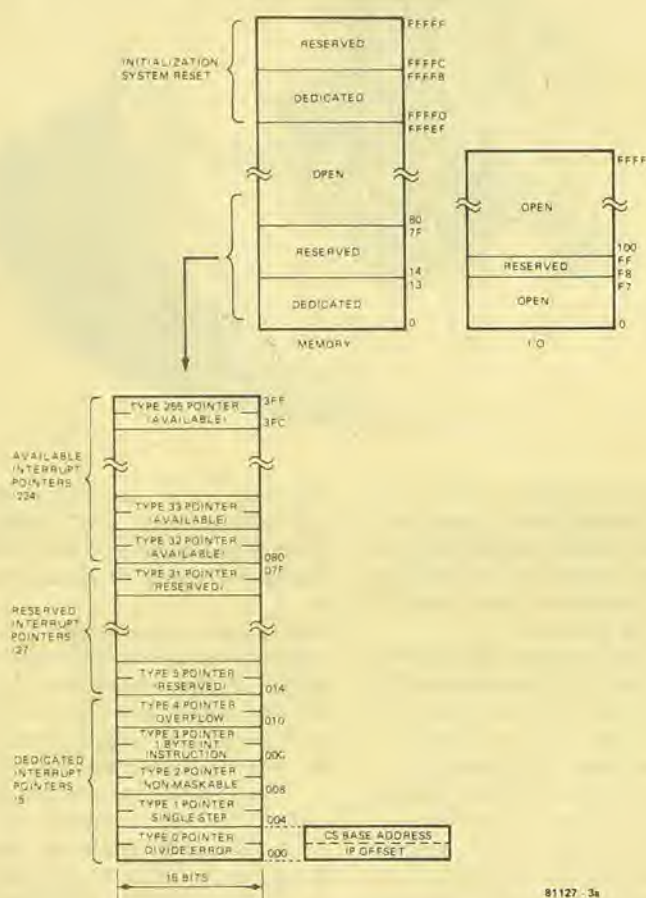 FFFFF
RESERVED
INITIALIZATION
SYSTEM RESET
FFFFC
FFFFB
DEDICATED
FFFF0
FFFEF
OPEN
80
7F
RESERVED
14
13
DEDICATED
0
MEMORY
FFFF
OPEN
100
FF
RESERVED
F8
F7
OPEN
0
I/O
3FF
TYPE 255 POINTER
(AVAILABLE)
3FC
AVAILABLE
INTERRUPT
POINTERS
(224)
TYPE 33 POINTER
(AVAILABLE)
TYPE 32 POINTER
(AVAILABLE)
080
07F
TYPE 31 POINTER
(RESERVED)
RESERVED
INTERRUPT
POINTERS
(27
TYPE 5 POINTER
(RESERVED)
014
TYPE 4 POINTER
OVERFLOW
010
TYPE 3 POINTER
1 BYTE INT
INSTRUCTION
00C
DEDICATED
INTERRUPT
POINTERS
(5
TYPE 2 POINTER
NON MASKABLE
008
TYPE 1 POINTER
SINGLE STEP
004
TYPE 0 POINTER
DIVIDE ERROR
000
CS BASE ADDRESS
IP OFFSET
16 BITS
81127 - 3a